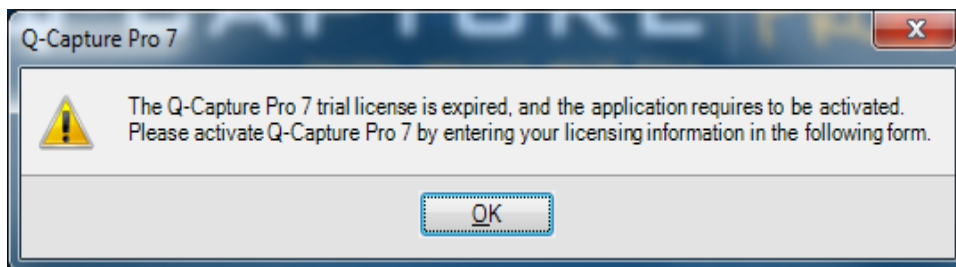 Q-Capture Pro 7
The Q-Capture Pro 7 trial license is expired, and the application requires to be activated.
Please activate Q-Capture Pro 7 by entering your licensing information in the following form.
OK